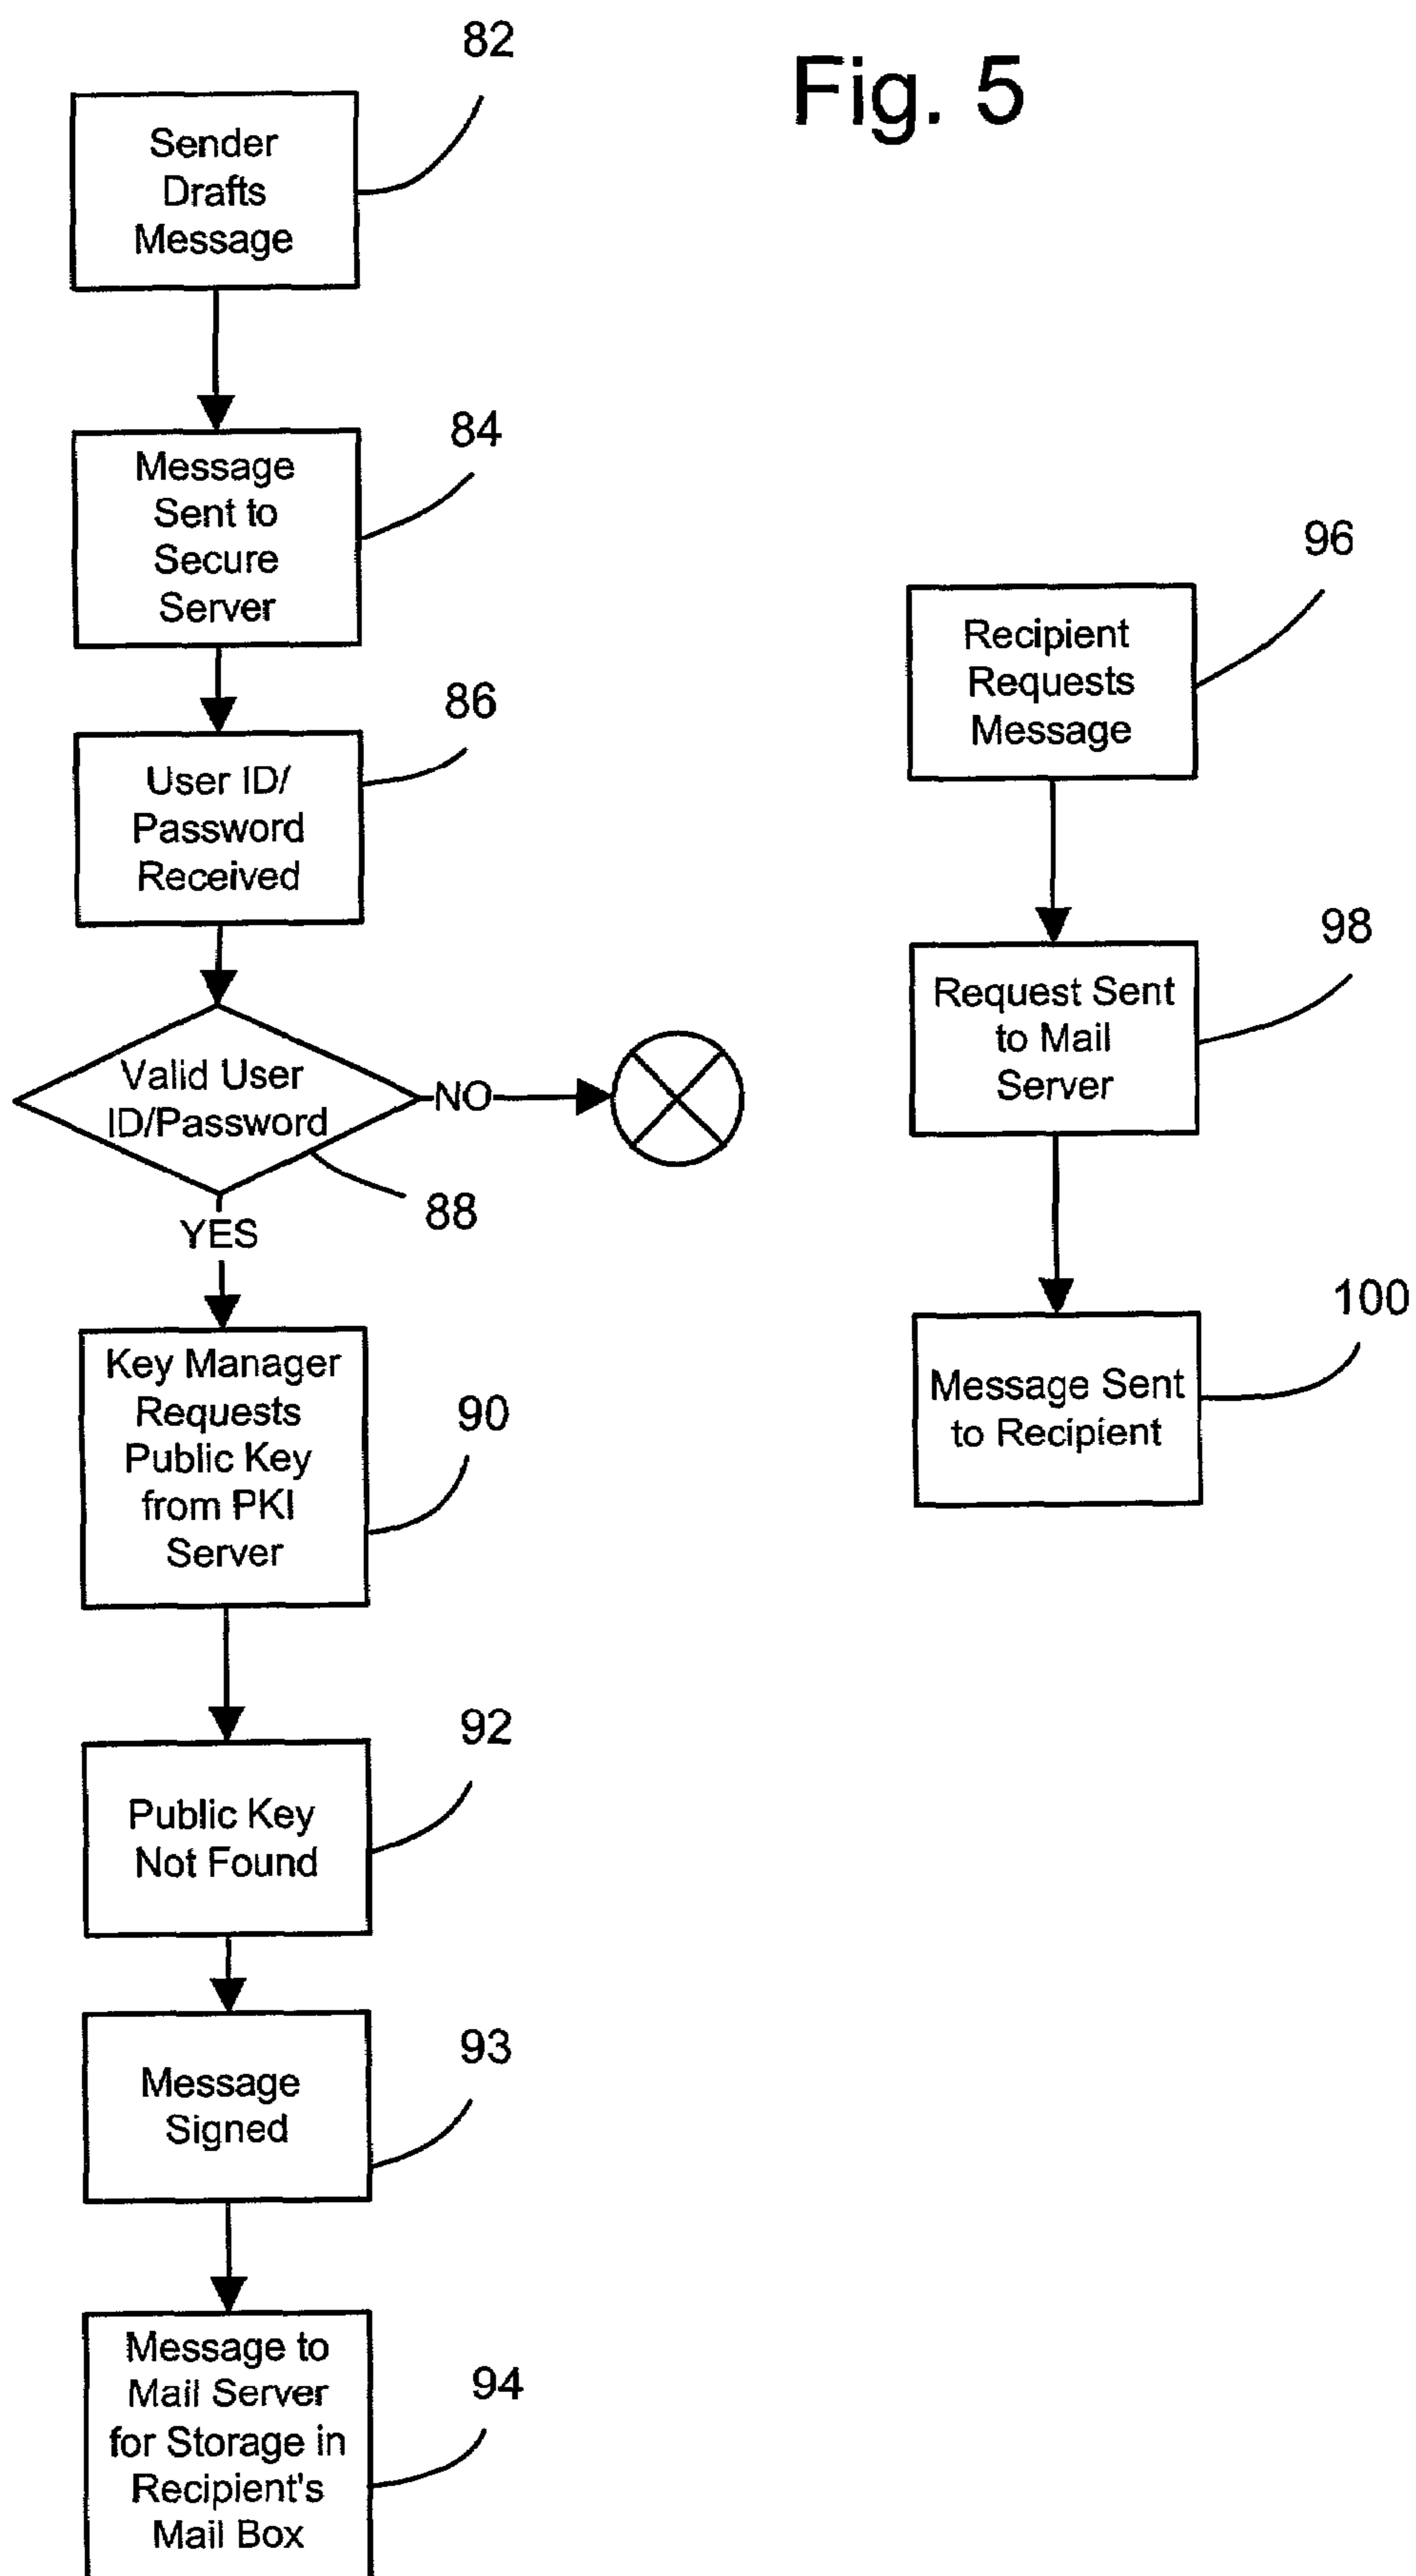 Fig. 5
82
Sender
Drafts
Message
84
Message
Sent to
Secure
Server
86
User ID/
Password
Received
Valid User
ID/Password
NO
88
YES
90
Key Manager
Requests
Public Key
from PKI
Server
92
Public Key
Not Found
93
Message
Signed
94
Message to
Mail Server
for Storage in
Recipient's
Mail Box
96
Recipient
Requests
Message
98
Request Sent
to Mail
Server
100
Message Sent
to Recipient